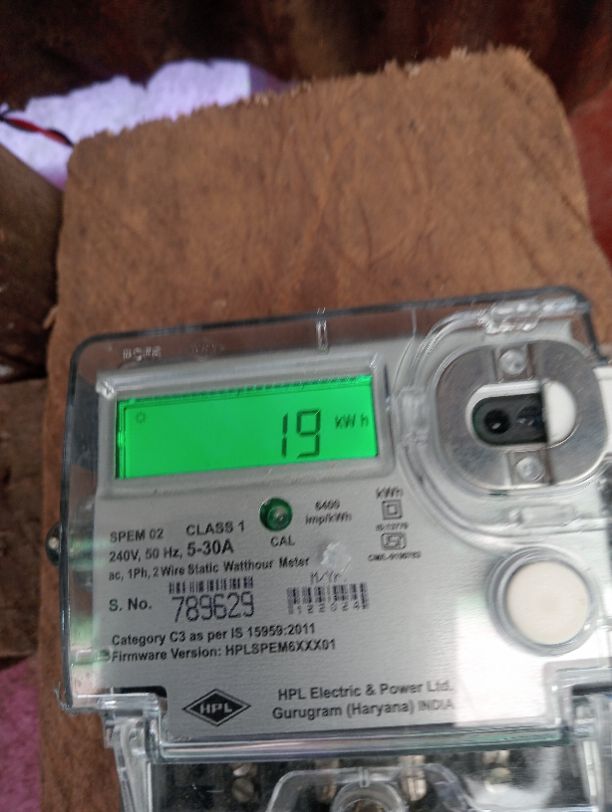 19 kWh
6400
imp/kWh
kWh
CAL
SPEM 02 CLASS 1
240V, 50 Hz, 5-30A
ac, 1Ph, 2 Wire Static Watthour Meter
M/Yr.
S. No. 789629
Category C3 as per IS 15959:2011
Firmware Version: HPLSPEM6XXX01
HPL
HPL Electric & Power Ltd.
Gurugram (Haryana) INDIA